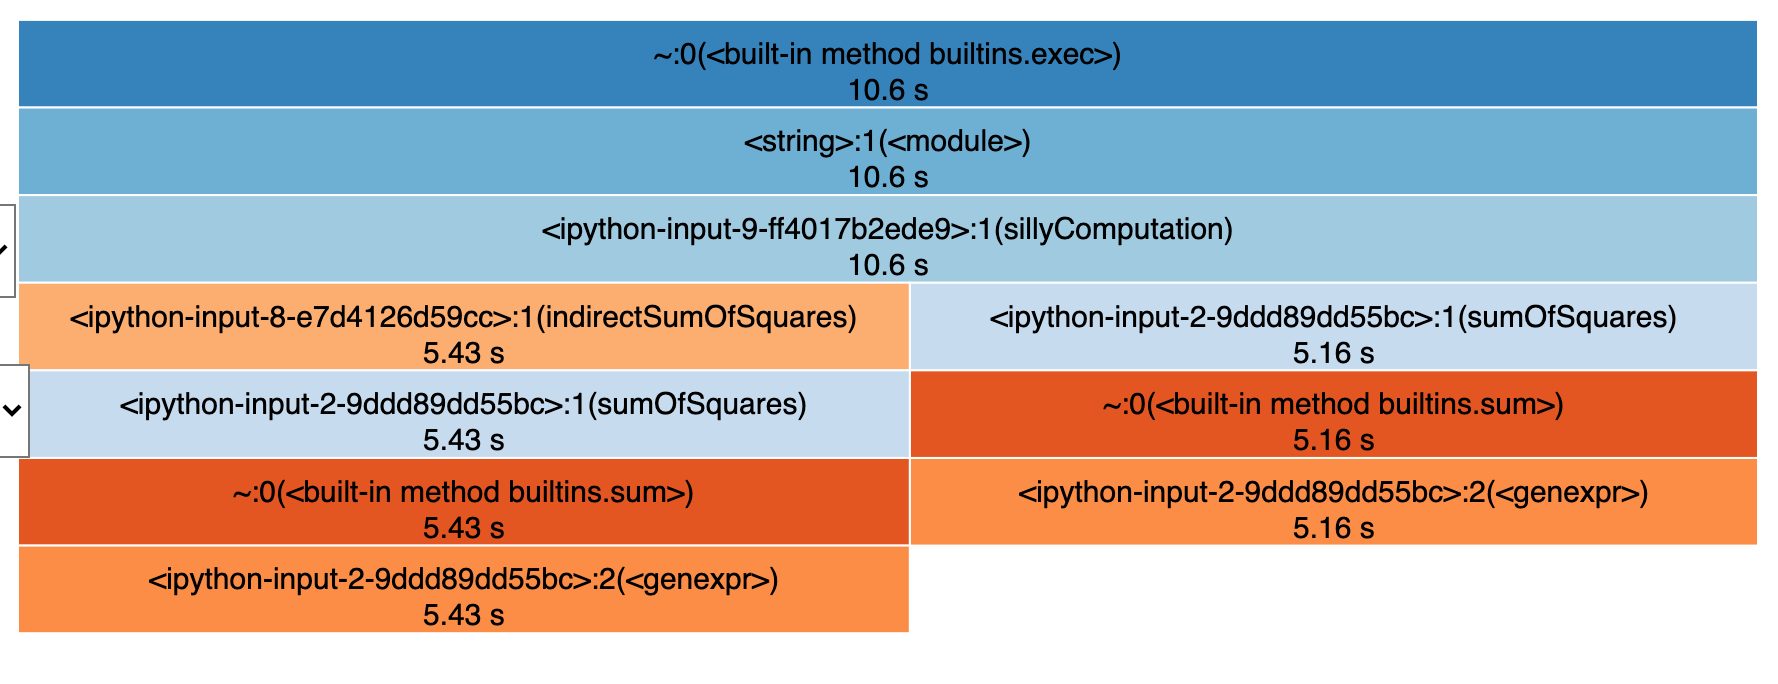 ~:0(<built-in method builtins.exec>)
10.6 s
<string>:1(<module>)
10.6 s
<ipython-input-9-ff4017b2ede9>:1(sillyComputation)
10.6 s
<ipython-input-8-e7d4126d59cc>:1(indirectSumOfSquares)
5.43 s
<ipython-input-2-9ddd89dd55bc>:1(sumOfSquares)
5.16 s
<ipython-input-2-9ddd89dd55bc>:1(sumOfSquares)
5.43 s
~:0(<built-in method builtins.sum>)
5.16 s
~:0(<built-in method builtins.sum>)
5.43 s
<ipython-input-2-9ddd89dd55bc>:2(<genexpr>)
5.16 s
<ipython-input-2-9ddd89dd55bc>:2(<genexpr>)
5.43 s